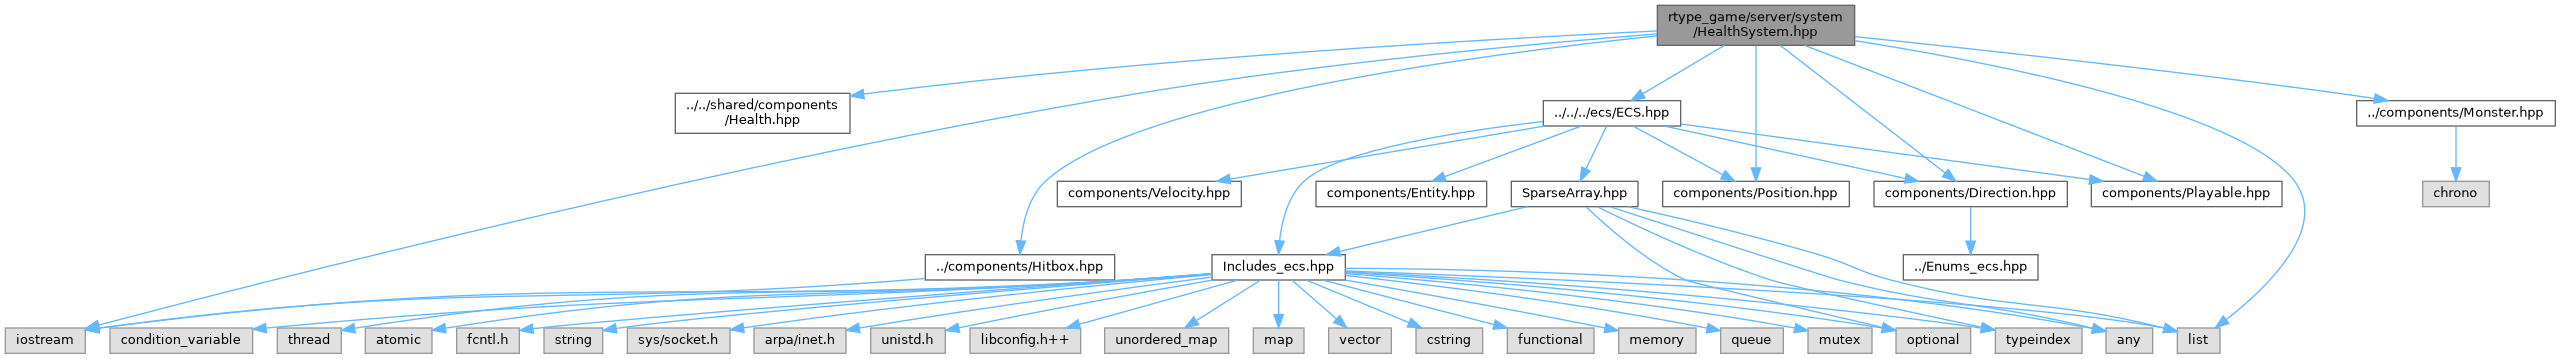 rtype_game/server/system
/HealthSystem.hpp
../../shared/components
/Health.hpp
../../../ecs/ECS.hpp
../components/Monster.hpp
components/Velocity.hpp
components/Entity.hpp
SparseArray.hpp
components/Position.hpp
components/Direction.hpp
components/Playable.hpp
chrono
../components/Hitbox.hpp
Includes_ecs.hpp
../Enums_ecs.hpp
iostream
condition_variable
thread
atomic
fcntl.h
string
sys/socket.h
arpa/inet.h
unistd.h
libconfig.h++
unordered_map
map
vector
cstring
functional
memory
queue
mutex
optional
typeindex
any
list